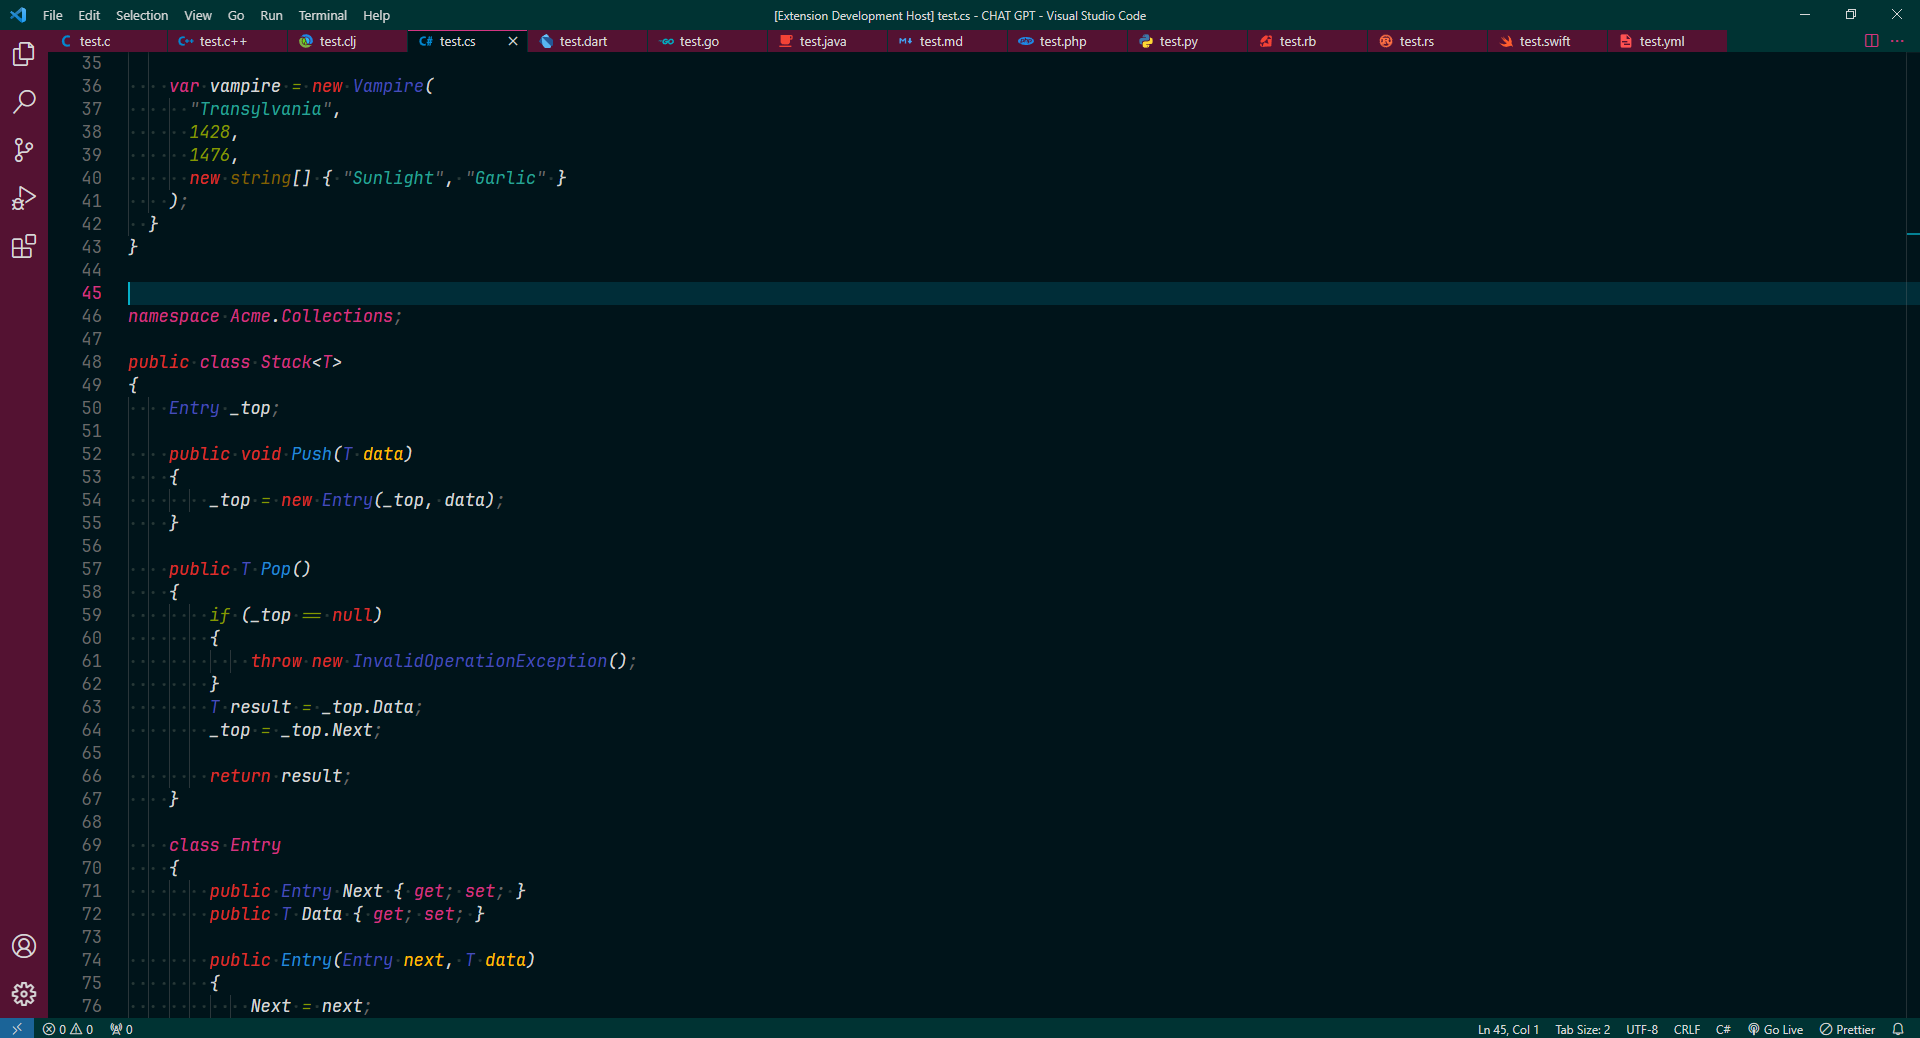 File Edit Selection View Go Run Terminal Help [Extension Development Host] test.cs - CHAT GPT - Visual Studio Code
C test.c C++ test.c++ test.clj C# test.cs test.dart GO test.go test.java M↓ test.md php test.php test.py test.rb test.rs test.swift test.yml
35
36 var vampire = new Vampire(
37 "Transylvania",
38 1428,
39 1476,
40 new string[] { "Sunlight", "Garlic" }
41 );
42 }
43 }
44
45
46 namespace Acme.Collections;
47
48 public class Stack<T>
49 {
50 Entry _top;
51
52 public void Push(T data)
53 {
54 _top = new Entry(_top, data);
55 }
56
57 public T Pop()
58 {
59 if (_top == null)
60 {
61 throw new InvalidOperationException();
62 }
63 T result = _top.Data;
64 _top = _top.Next;
65
66 return result;
67 }
68
69 class Entry
70 {
71 public Entry Next { get; set; }
72 public T Data { get; set; }
73
74 public Entry(Entry next, T data)
75 {
76 Next = next;
0 0 0 Ln 45, Col 1 Tab Size: 2 UTF-8 CRLF C# Go Live Prettier